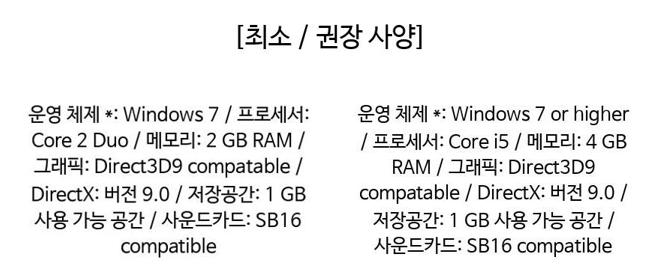 [최소 / 권장 사양]
운영 체제 *: Windows 7 / 프로세서:
Core 2 Duo / 메모리: 2 GB RAM /
그래픽: Direct3D9 compatable /
DirectX: 버전 9.0 / 저장공간: 1 GB
사용 가능 공간 / 사운드카드: SB16
compatible
운영 체제 *: Windows 7 or higher
/ 프로세서: Core i5 / 메모리: 4 GB
RAM / 그래픽: Direct3D9
compatable / DirectX: 버전 9.0 /
저장공간: 1 GB 사용 가능 공간 /
사운드카드: SB16 compatible